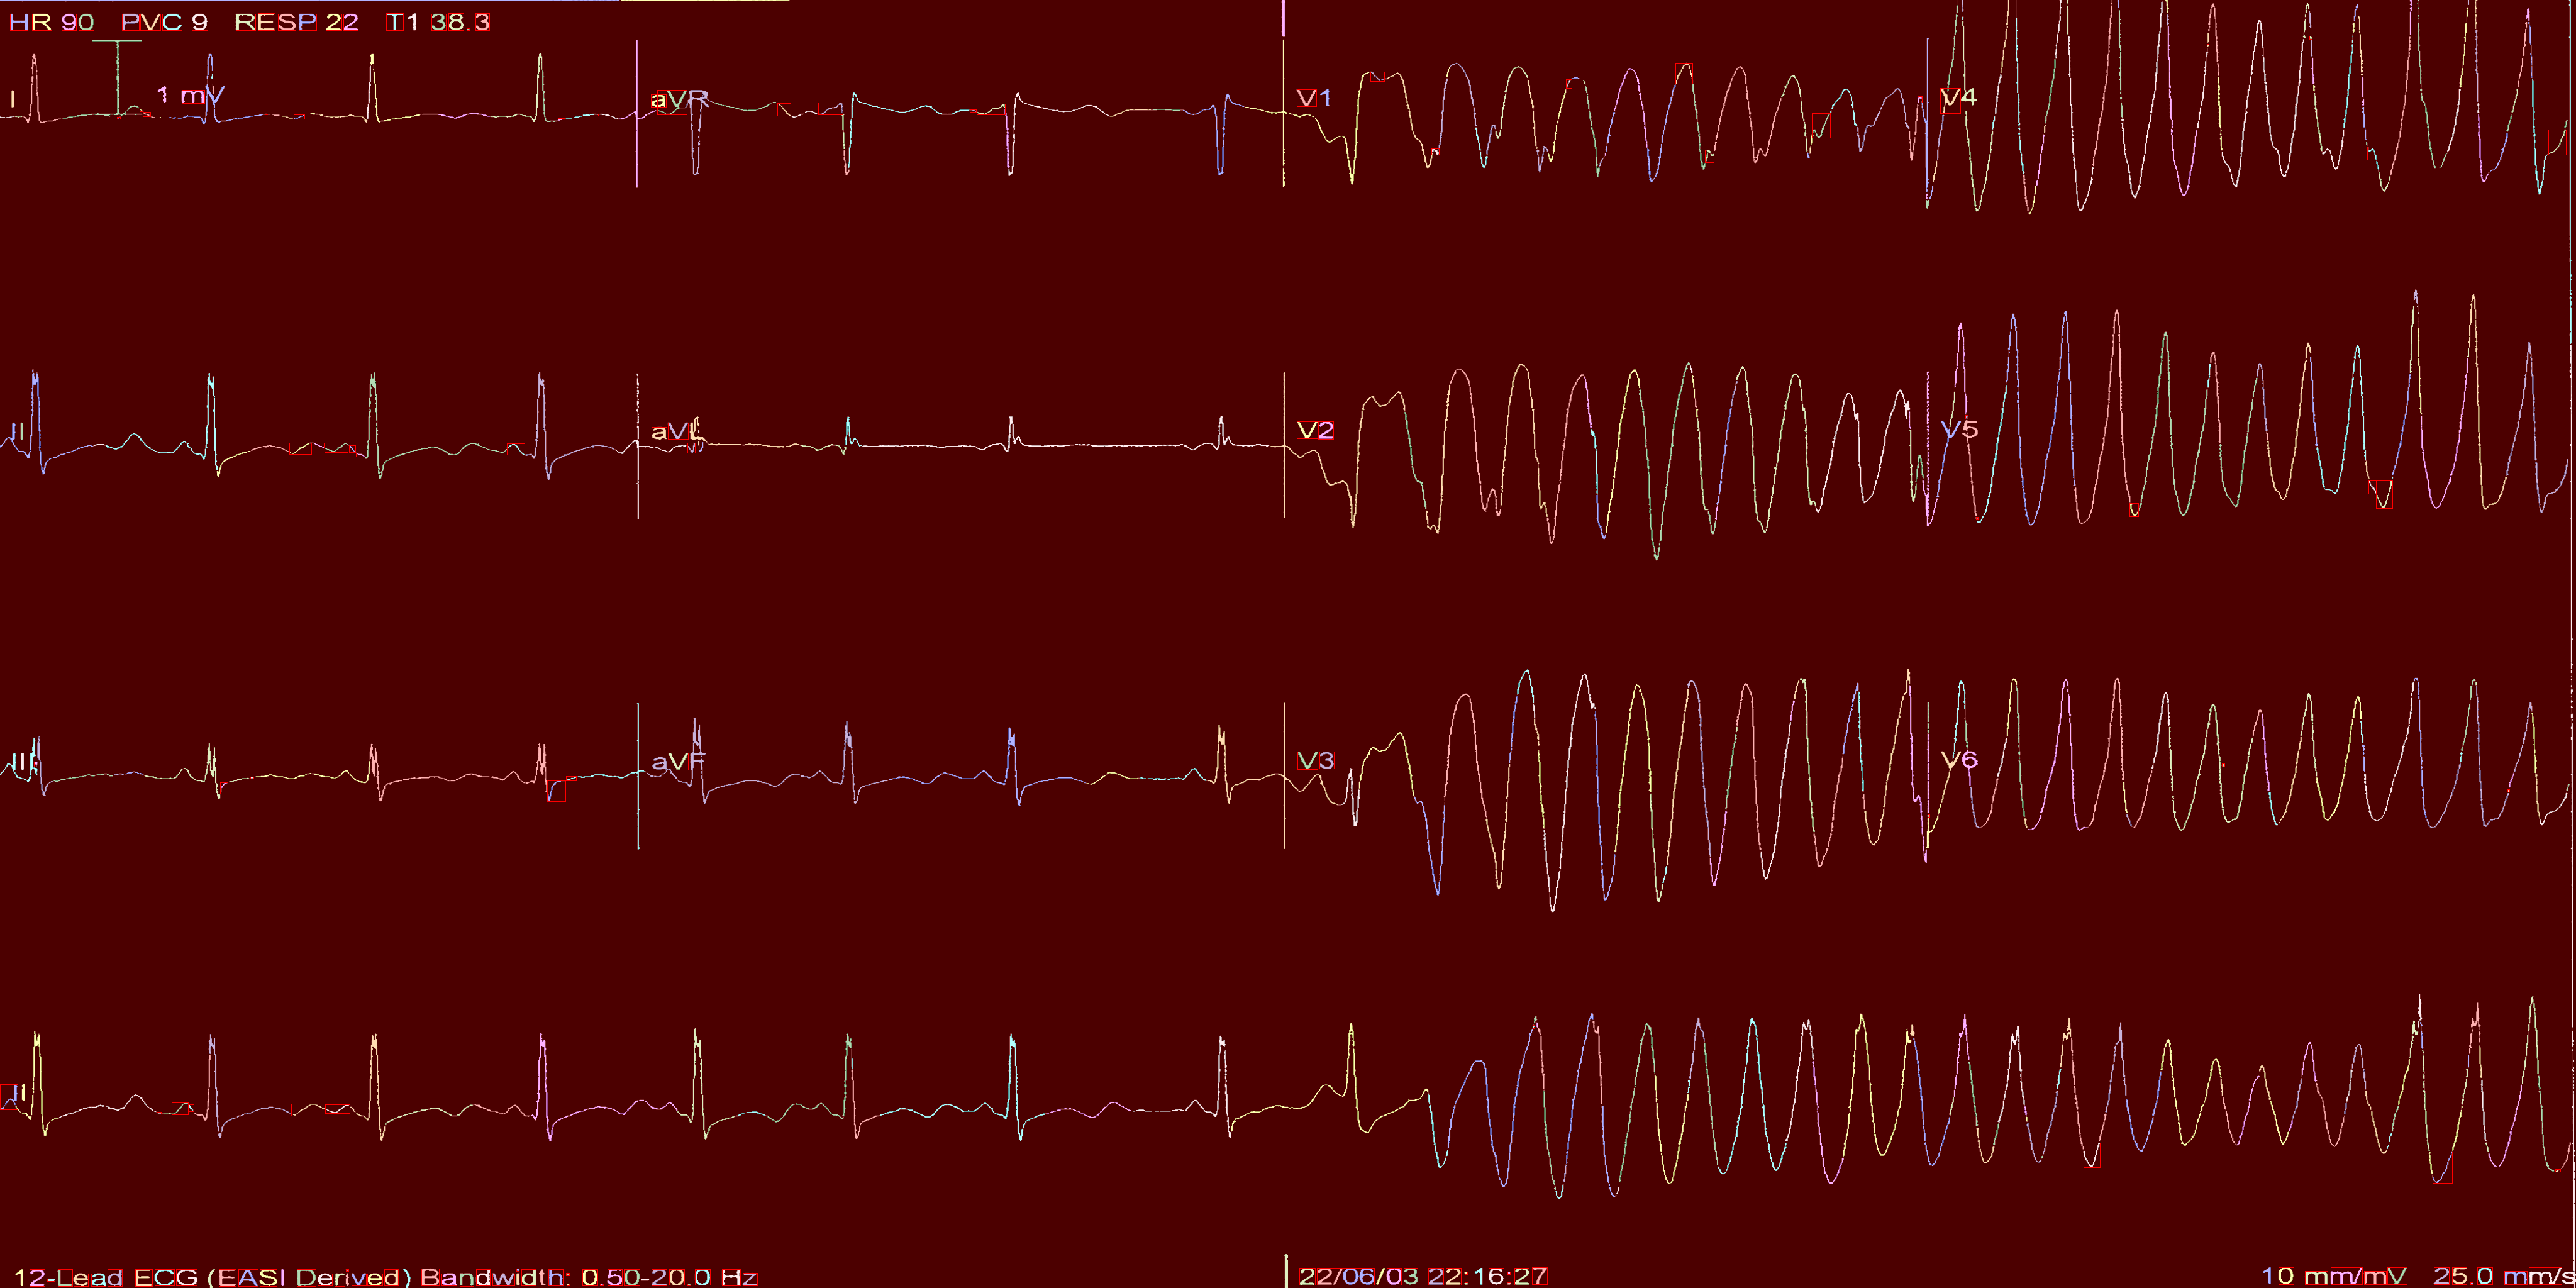 HR 90 PVC 9 RESP 22 T1 38.3
1 mV
I aVR V1 V4
II aVL V2 V5
III aVF V3 V6
II
12-Lead ECG (EASI Derived) Bandwidth: 0.50-20.0 Hz 22/06/03 22:16:27 10 mm/mV 25.0 mm/s